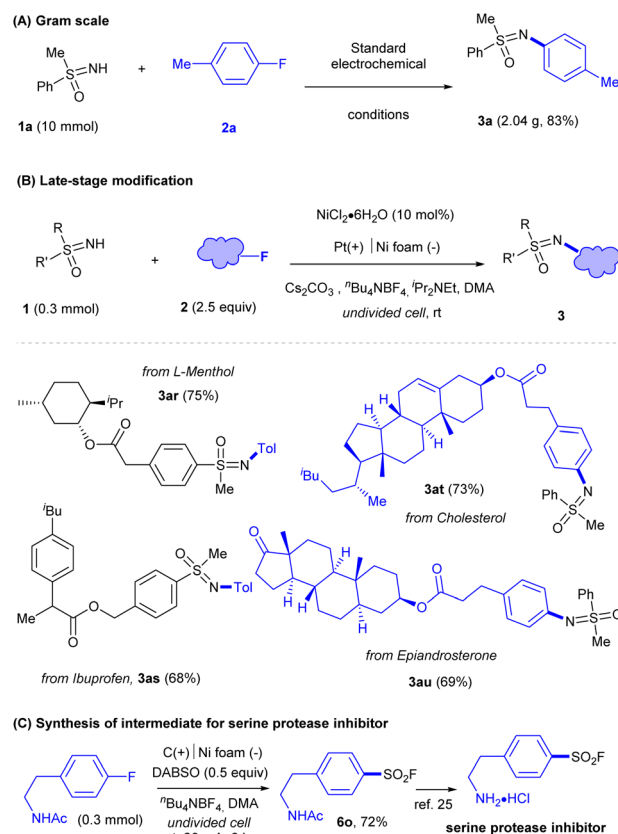 (A) Gram scale
Me
S
NH
Ph
O
1a (10 mmol)
+
Me
F
2a
Standard
electrochemical
conditions
Me
S
N
Ph
O
Me
3a (2.04 g, 83%)
(B) Late-stage modification
R
S
NH
R'
O
1 (0.3 mmol)
+
F
2 (2.5 equiv)
NiCl2•6H2O (10 mol%)
Pt(+) | Ni foam (-)
Cs2CO3 , nBu4NBF4, iPr2NEt, DMA
undivided cell, rt
R
S
N
R'
O
3
from L-Menthol
3ar (75%)
Me
iPr
O
O
O
S
N
Tol
Me
O
O
H
H
H
iBu
Me
3at (73%)
from Cholesterol
Ph
N
S
O
Me
iBu
Me
O
O
O
Me
S
N
Tol
from Ibuprofen, 3as (68%)
O
H
H
H
H
O
O
Ph
N
S
O
Me
from Epiandrosterone
3au (69%)
(C) Synthesis of intermediate for serine protease inhibitor
F
NHAc
(0.3 mmol)
C(+) | Ni foam (-)
DABSO (0.5 equiv)
nBu4NBF4, DMA
undivided cell
SO2F
NHAc
6o, 72%
ref. 25
SO2F
NH2•HCl
serine protease inhibitor